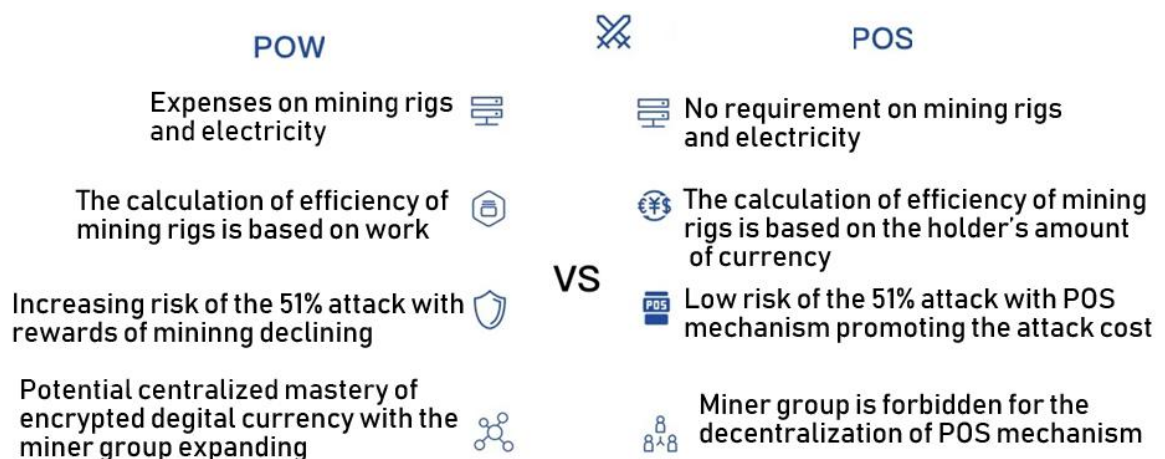 POW
Expenses on mining rigs
and electricity
The calculation of efficiency of
mining rigs is based on work
Increasing risk of the 51% attack with
rewards of mininng declining
Potential centralized mastery of
encrypted degital currency with the
miner group expanding
VS
POS
No requirement on mining rigs
and electricity
€¥$
The calculation of efficiency of mining
rigs is based on the holder's amount
of currency
POS
Low risk of the 51% attack with POS
mechanism promoting the attack cost
Miner group is forbidden for the
decentralization of POS mechanism